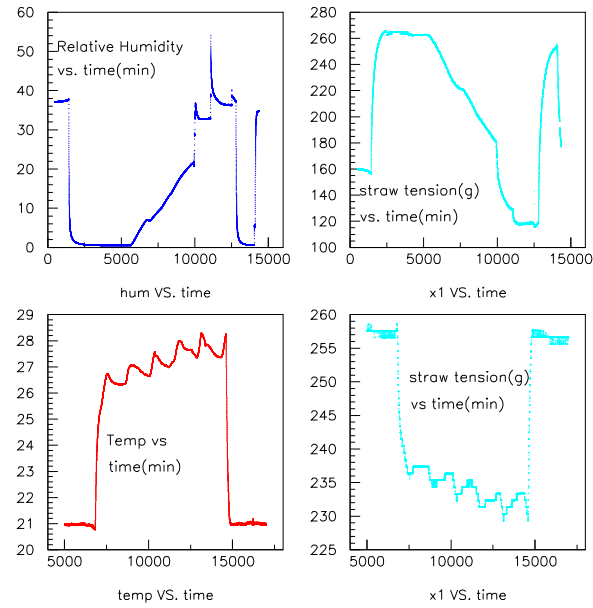 60
50
40
30
20
10
0
0 5000 10000 15000
Relative Humidity
vs. time(min)
hum VS. time
280
260
240
220
200
180
160
140
120
100
0 5000 10000 15000
straw tension(g)
vs. time(min)
x1 VS. time
29
28
27
26
25
24
23
22
21
20
5000 10000 15000
Temp vs
time(min)
temp VS. time
260
255
250
245
240
235
230
225
5000 10000 15000
straw tension(g)
vs time(min)
x1 VS. time